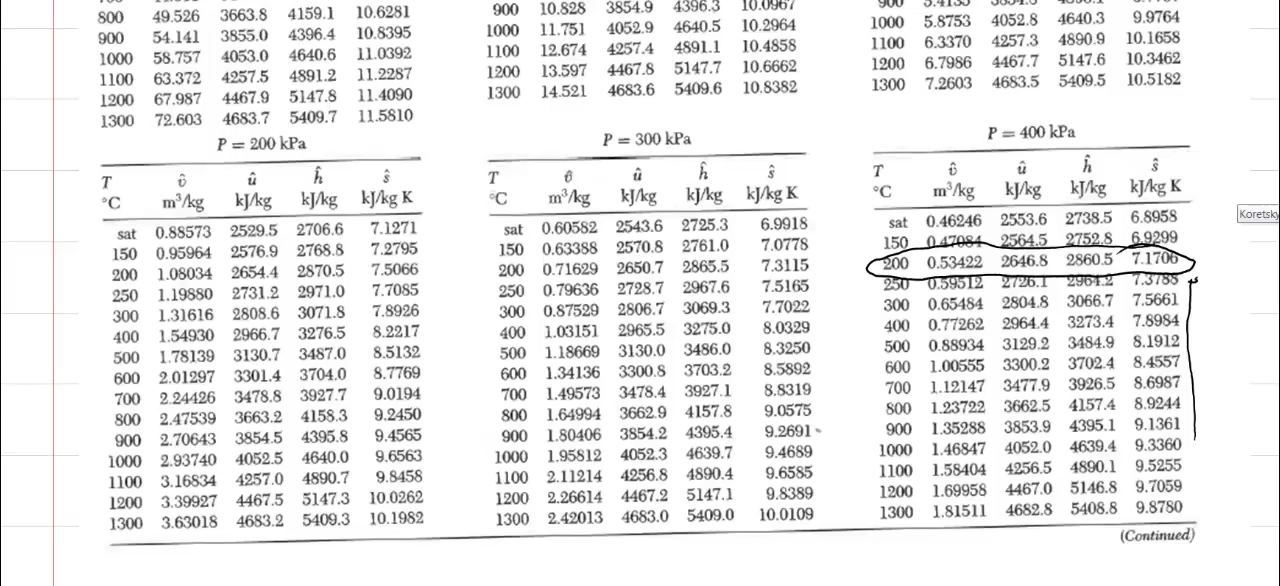 800 49.526 3663.8 4159.1 10.6281
900 54.141 3855.0 4396.4 10.8395
1000 58.757 4053.0 4640.6 11.0392
1100 63.372 4257.5 4891.2 11.2287
1200 67.987 4467.9 5147.8 11.4090
1300 72.603 4683.7 5409.7 11.5810
900 10.828 3854.9 4396.3 10.0967
1000 11.751 4052.9 4640.5 10.2964
1100 12.674 4257.4 4891.1 10.4858
1200 13.597 4467.8 5147.7 10.6662
1300 14.521 4683.6 5409.6 10.8382
1000 5.8753 4052.8 4640.3 9.9764
1100 6.3370 4257.3 4890.9 10.1658
1200 6.7986 4467.7 5147.6 10.3462
1300 7.2603 4683.5 5409.5 10.5182
P = 200 kPa
T v̂ û ĥ ŝ
°C m³/kg kJ/kg kJ/kg kJ/kg K
sat 0.88573 2529.5 2706.6 7.1271
150 0.95964 2576.9 2768.8 7.2795
200 1.08034 2654.4 2870.5 7.5066
250 1.19880 2731.2 2971.0 7.7085
300 1.31616 2808.6 3071.8 7.8926
400 1.54930 2966.7 3276.5 8.2217
500 1.78139 3130.7 3487.0 8.5132
600 2.01297 3301.4 3704.0 8.7769
700 2.24426 3478.8 3927.7 9.0194
800 2.47539 3663.2 4158.3 9.2450
900 2.70643 3854.5 4395.8 9.4565
1000 2.93740 4052.5 4640.0 9.6563
1100 3.16834 4257.0 4890.7 9.8458
1200 3.39927 4467.5 5147.3 10.0262
1300 3.63018 4683.2 5409.3 10.1982
P = 300 kPa
T v̂ û ĥ ŝ
°C m³/kg kJ/kg kJ/kg kJ/kg K
sat 0.60582 2543.6 2725.3 6.9918
150 0.63388 2570.8 2761.0 7.0778
200 0.71629 2650.7 2865.5 7.3115
250 0.79636 2728.7 2967.6 7.5165
300 0.87529 2806.7 3069.3 7.7022
400 1.03151 2965.5 3275.0 8.0329
500 1.18669 3130.0 3486.0 8.3250
600 1.34136 3300.8 3703.2 8.5892
700 1.49573 3478.4 3927.1 8.8319
800 1.64994 3662.9 4157.8 9.0575
900 1.80406 3854.2 4395.4 9.2691
1000 1.95812 4052.3 4639.7 9.4689
1100 2.11214 4256.8 4890.4 9.6585
1200 2.26614 4467.2 5147.1 9.8389
1300 2.42013 4683.0 5409.0 10.0109
P = 400 kPa
T v̂ û ĥ ŝ
°C m³/kg kJ/kg kJ/kg kJ/kg K
sat 0.46246 2553.6 2738.5 6.8958
150 0.47084 2564.5 2752.8 6.9299
200 0.53422 2646.8 2860.5 7.1706
250 0.59512 2726.1 2964.2 7.3788
300 0.65484 2804.8 3066.7 7.5661
400 0.77262 2964.4 3273.4 7.8984
500 0.88934 3129.2 3484.9 8.1912
600 1.00555 3300.2 3702.4 8.4557
700 1.12147 3477.9 3926.5 8.6987
800 1.23722 3662.5 4157.4 8.9244
900 1.35288 3853.9 4395.1 9.1361
1000 1.46847 4052.0 4639.4 9.3360
1100 1.58404 4256.5 4890.1 9.5255
1200 1.69958 4467.0 5146.8 9.7059
1300 1.81511 4682.8 5408.8 9.8780
(Continued)
Koretsky